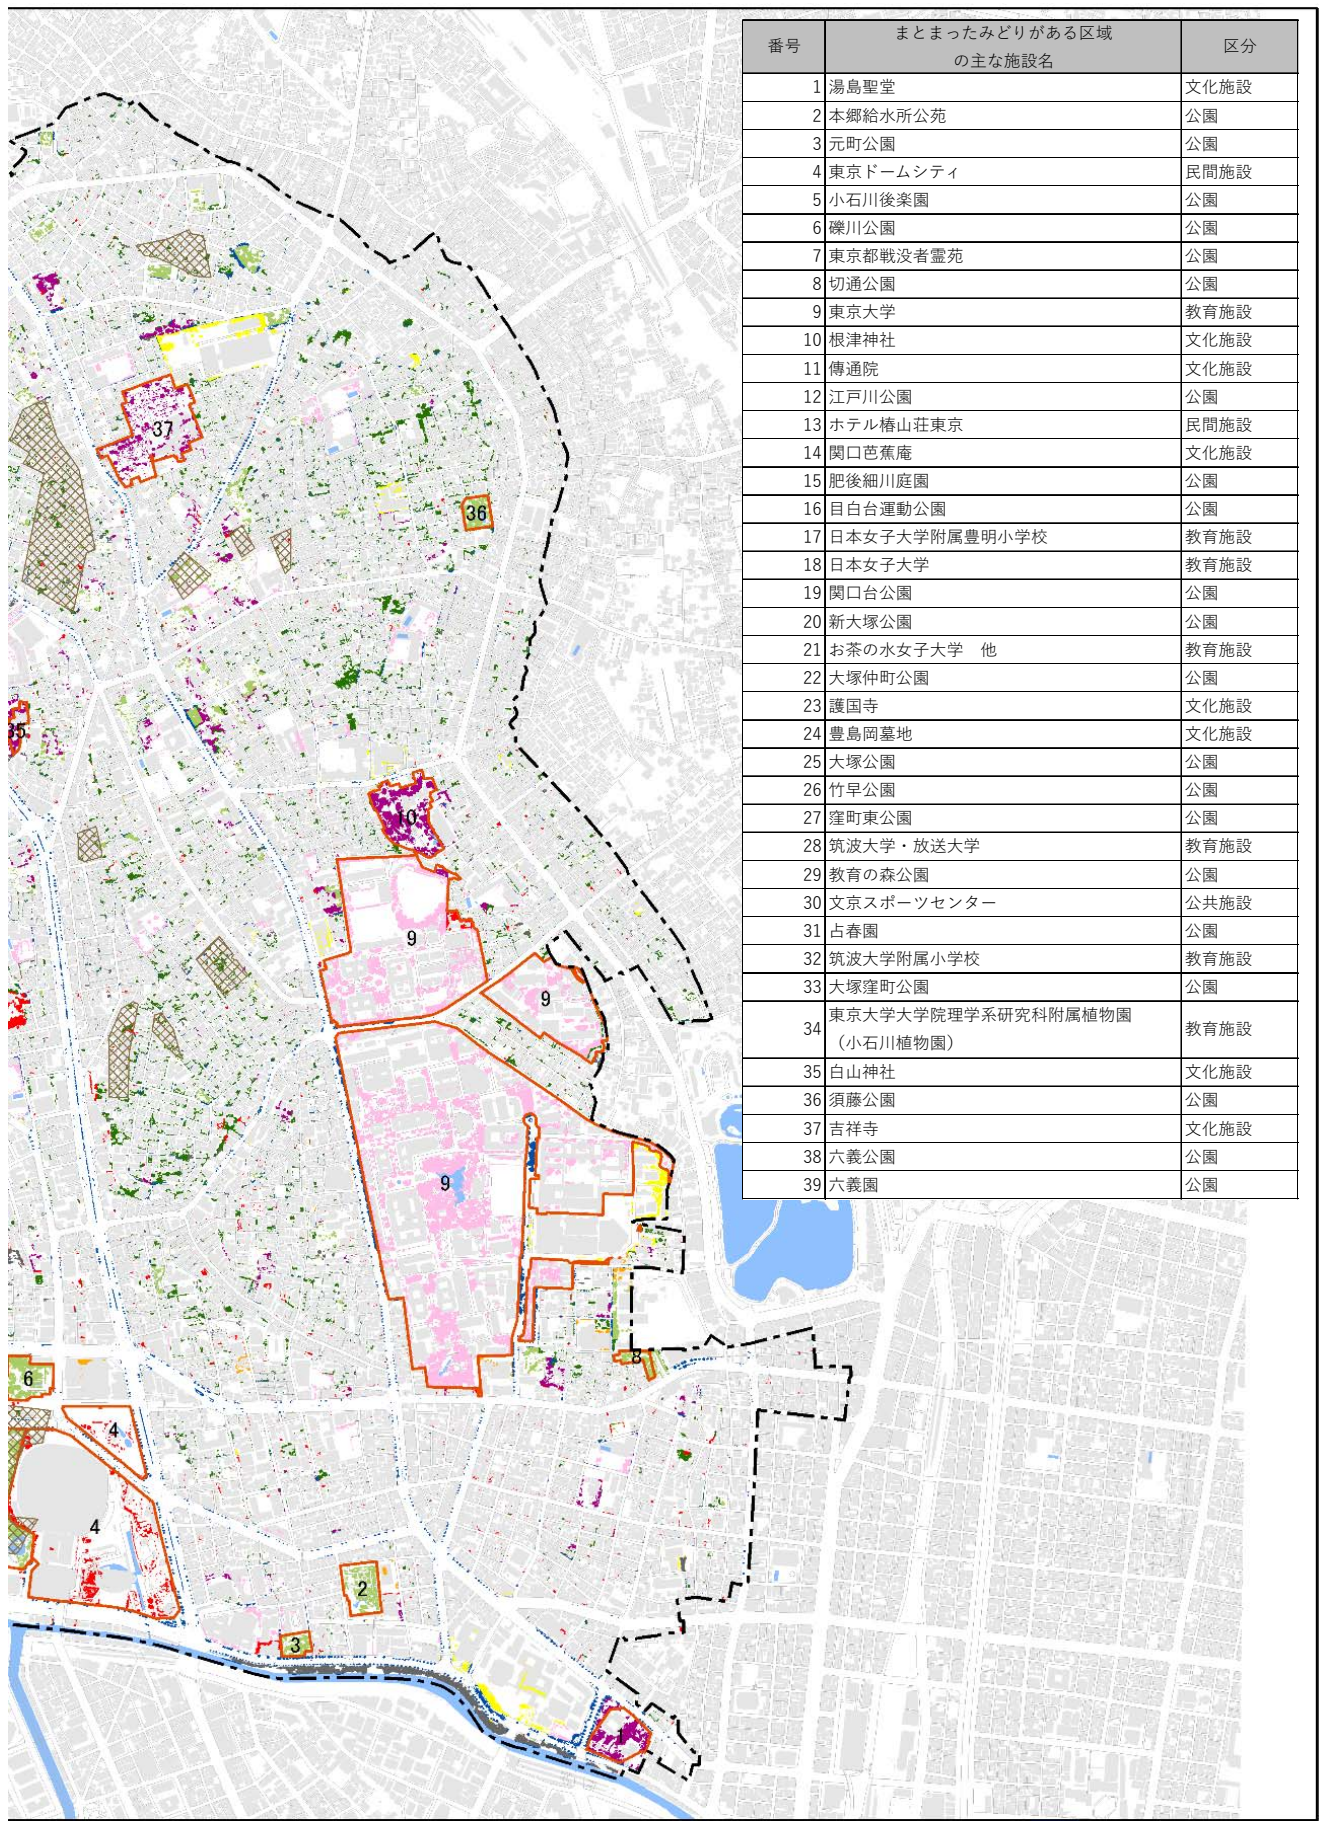 番号 まとまったみどりがある区域
の主な施設名 区分
1 湯島聖堂 文化施設
2 本郷給水所公苑 公園
3 元町公園 公園
4 東京ドームシティ 民間施設
5 小石川後楽園 公園
6 礫川公園 公園
7 東京都戦没者霊苑 公園
8 切通公園 公園
9 東京大学 教育施設
10 根津神社 文化施設
11 傳通院 文化施設
12 江戸川公園 公園
13 ホテル椿山荘東京 民間施設
14 関口芭蕉庵 文化施設
15 肥後細川庭園 公園
16 目白台運動公園 公園
17 日本女子大学附属豊明小学校 教育施設
18 日本女子大学 教育施設
19 関口台公園 公園
20 新大塚公園 公園
21 お茶の水女子大学　他 教育施設
22 大塚仲町公園 公園
23 護国寺 文化施設
24 豊島岡墓地 文化施設
25 大塚公園 公園
26 竹早公園 公園
27 窪町東公園 公園
28 筑波大学・放送大学 教育施設
29 教育の森公園 公園
30 文京スポーツセンター 公共施設
31 占春園 公園
32 筑波大学附属小学校 教育施設
33 大塚窪町公園 公園
34 東京大学大学院理学系研究科附属植物園
（小石川植物園） 教育施設
35 白山神社 文化施設
36 須藤公園 公園
37 吉祥寺 文化施設
38 六義公園 公園
39 六義園 公園
37
36
35
10
9
9
9
8
6
4
4
2
3
1